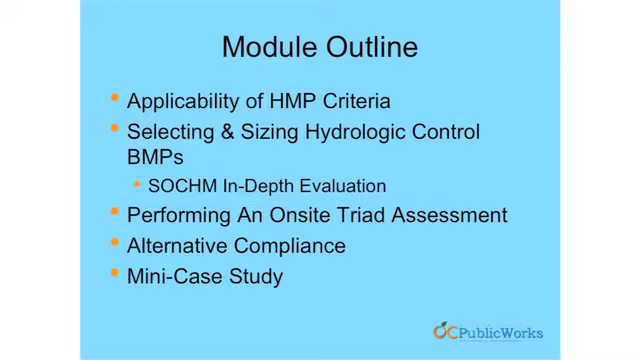 Module Outline
• Applicability of HMP Criteria
• Selecting & Sizing Hydrologic Control
BMPs
• SOCHM In-Depth Evaluation
• Performing An Onsite Triad Assessment
• Alternative Compliance
• Mini-Case Study
OCPublicWorks